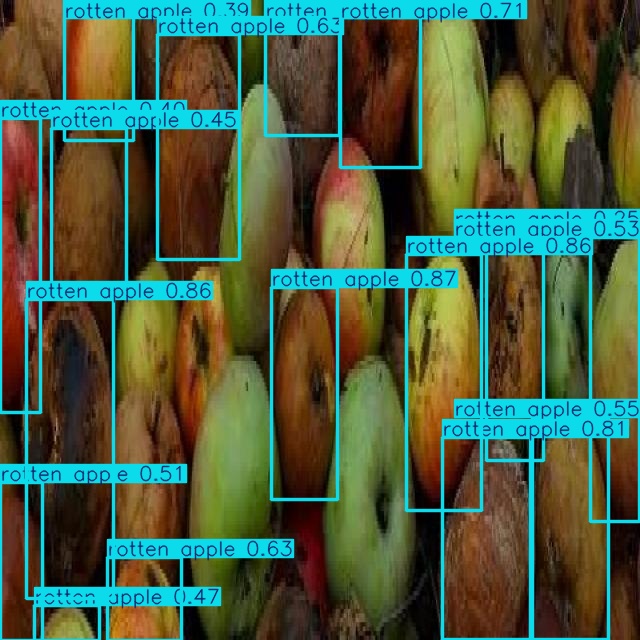 rotten apple 0.39
rotten
rotten apple 0.71
rotten apple 0.63
rotten apple 0.40
rotten apple 0.45
rotten apple 0.25
rotten apple 0.53
rotten apple 0.86
rotten apple 0.87
rotten apple 0.86
rotten apple 0.55
rotten apple 0.81
rotten apple 0.51
rotten apple 0.63
rotten apple 0.47